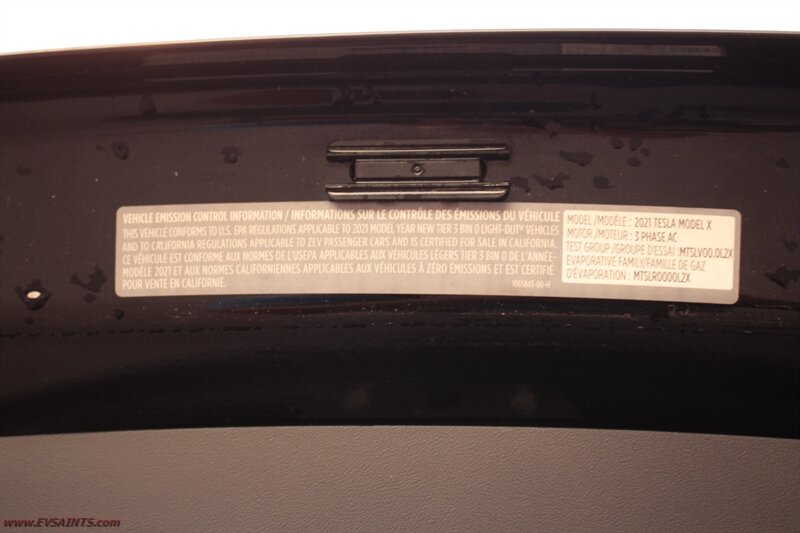 VEHICLE EMISSION CONTROL INFORMATION / INFORMATIONS SUR LE CONTRÔLE DES ÉMISSIONS DU VÉHICULE
THIS VEHICLE CONFORMS TO U.S. EPA REGULATIONS APPLICABLE TO 2021 MODEL YEAR NEW TIER 3 BIN 0 LIGHT-DUTY VEHICLES
AND TO CALIFORNIA REGULATIONS APPLICABLE TO ZEV PASSENGER CARS AND IS CERTIFIED FOR SALE IN CALIFORNIA.
CE VÉHICULE EST CONFORME AUX NORMES DE L'USEPA APPLICABLES AUX VÉHICULES LÉGERS TIER 3 BIN 0 DE L'ANNÉE-
MODÈLE 2021 ET AUX NORMES CALIFORNIENNES APPLICABLES AUX VÉHICULES À ZÉRO ÉMISSIONS ET EST CERTIFIÉ
POUR VENTE EN CALIFORNIE.
1165845-00-H
MODEL/MODÈLE : 2021 TESLA MODEL X
MOTOR/MOTEUR : 3 PHASE AC
TEST GROUP/GROUPE D'ESSAI :MTSLV00.0L2X
EVAPORATIVE FAMILY/FAMILLE DE GAZ
D'ÉVAPORATION : MTSLR0000L2X
www.EVSAINTS.com